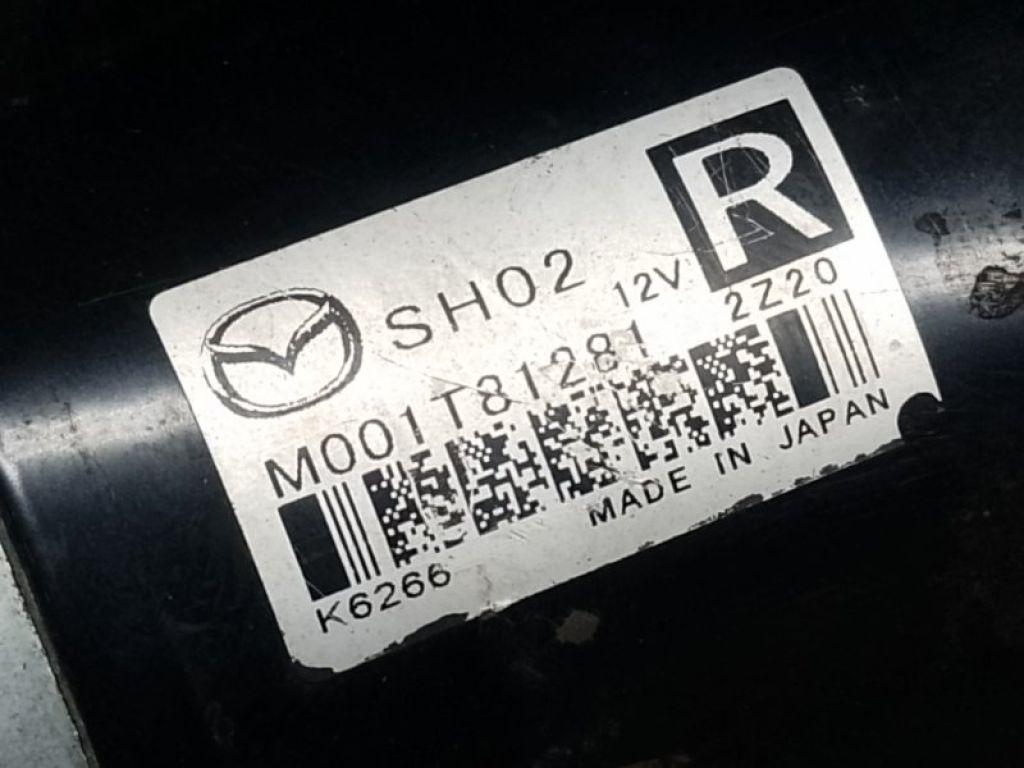 R
SH02 12V 2Z20
M001T81281
MADE IN JAPAN
K6266